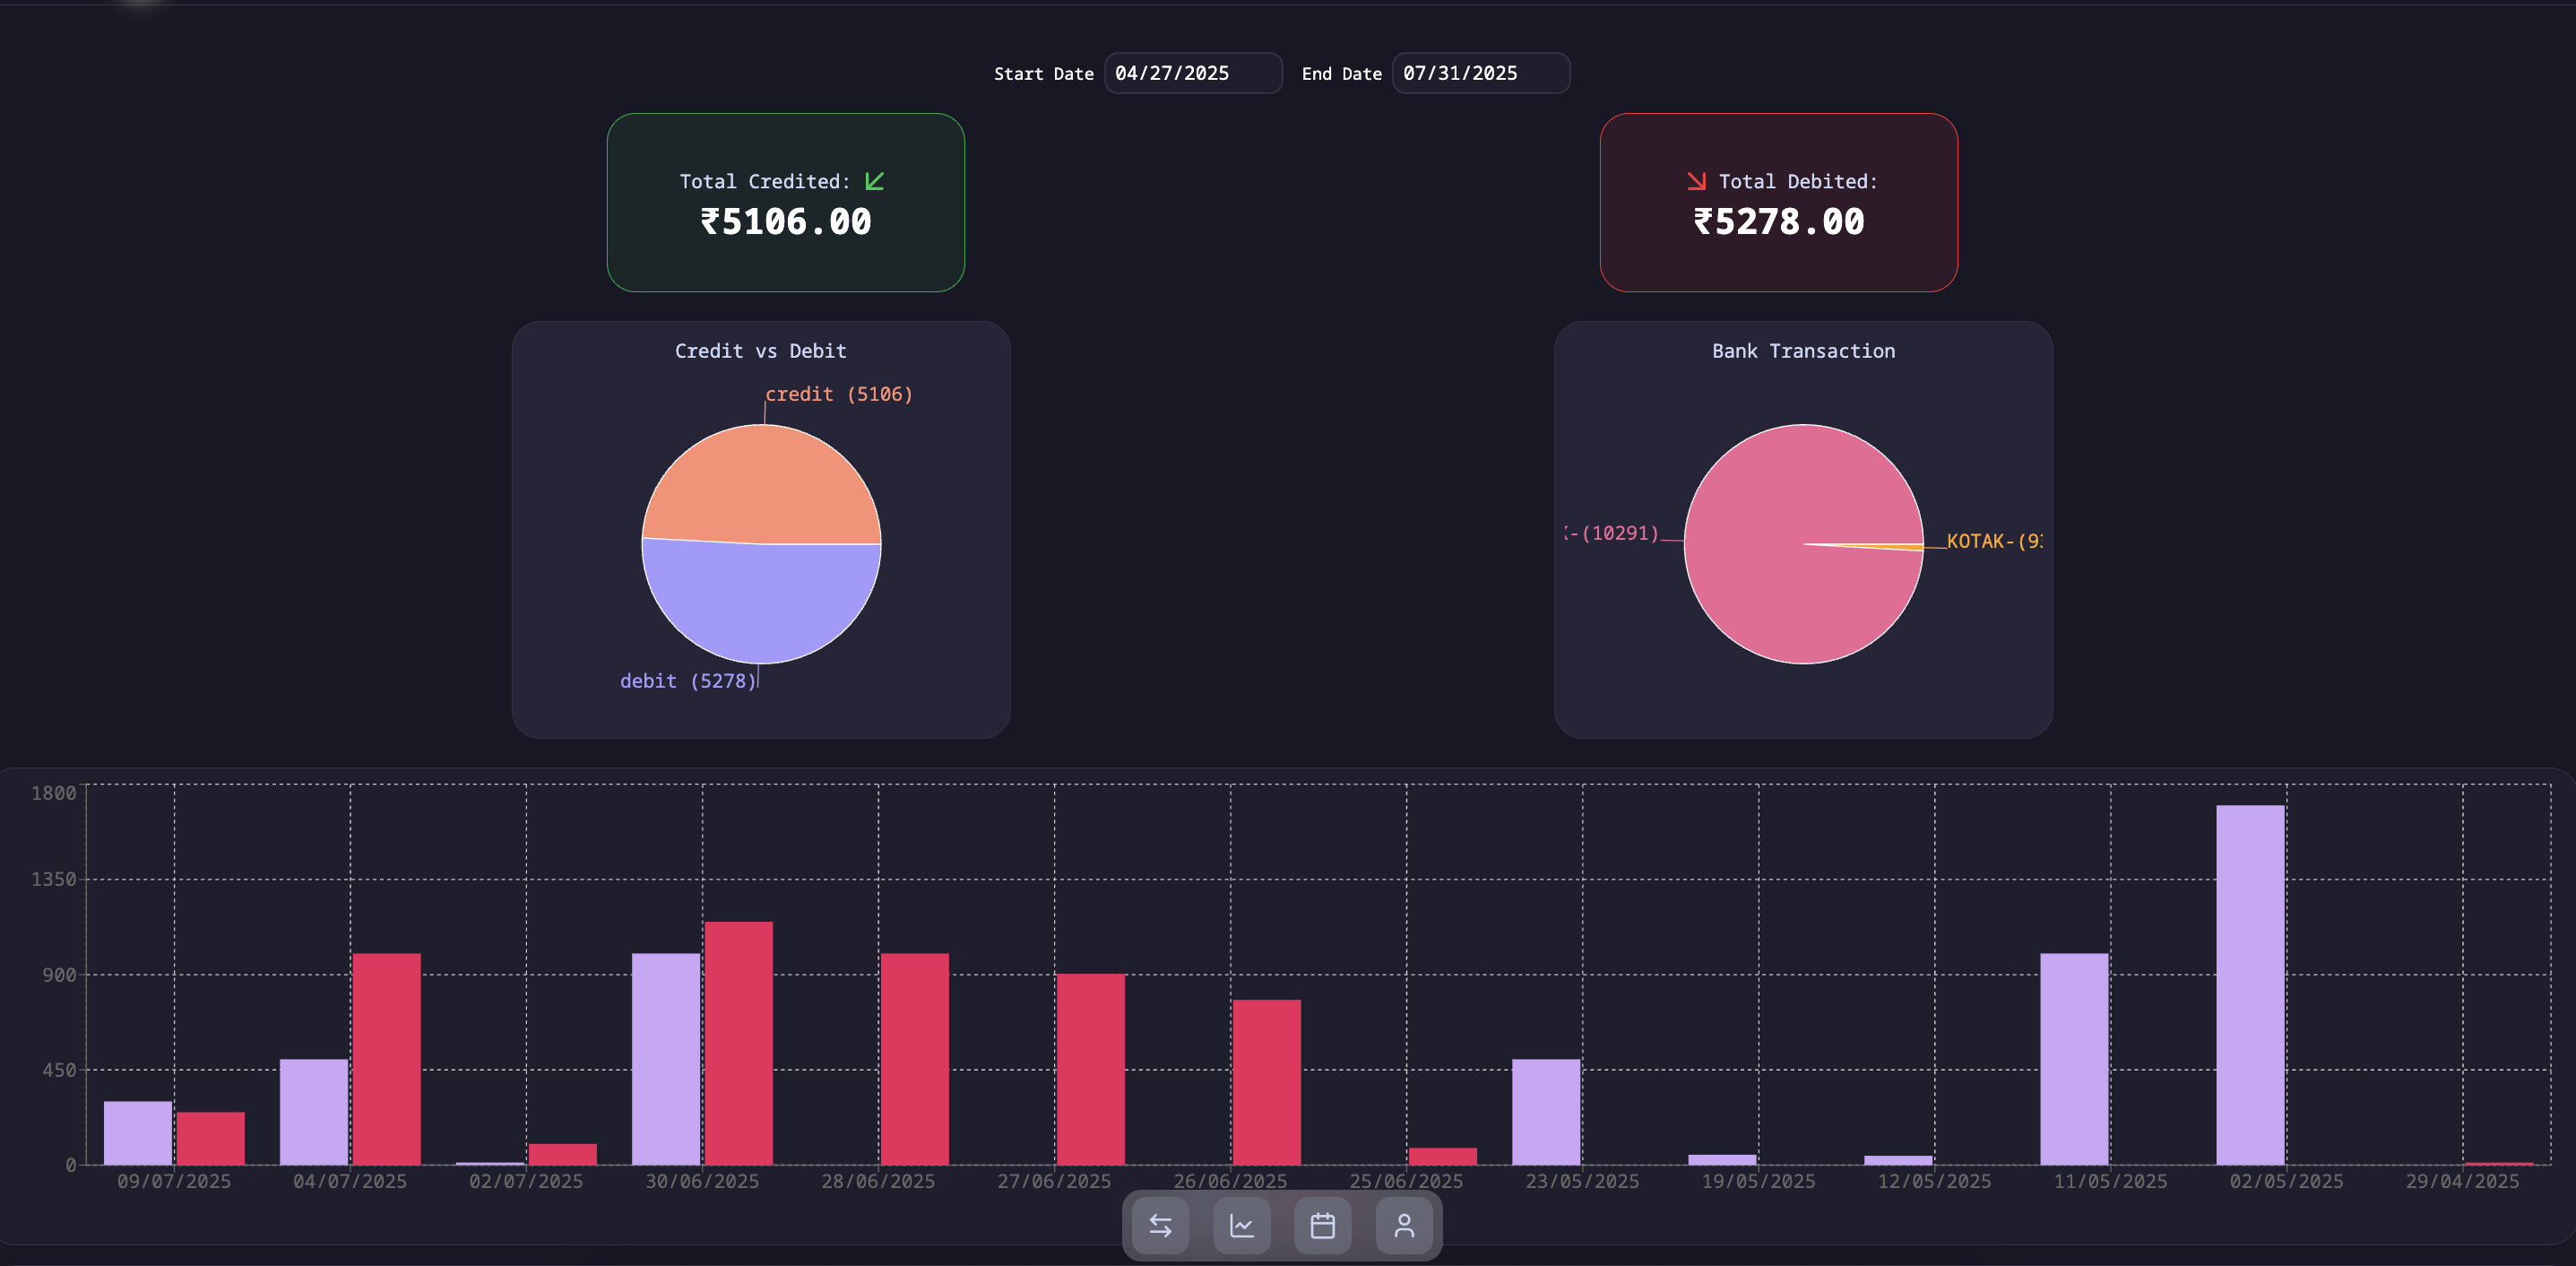 Start Date 04/27/2025 End Date 07/31/2025
Total Credited:
₹5106.00
Total Debited:
₹5278.00
Credit vs Debit
credit (5106)
debit (5278)
Bank Transaction
-(10291)
KOTAK-(9
1800
1350
900
450
0
09/07/2025 04/07/2025 02/07/2025 30/06/2025 28/06/2025 27/06/2025 26/06/2025 25/06/2025 23/05/2025 19/05/2025 12/05/2025 11/05/2025 02/05/2025 29/04/2025